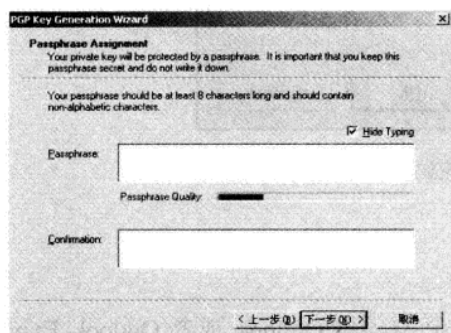 PGP Key Generation Wizard
Passphrase Assignment
Your private key will be protected by a passphrase. It is important that you keep this
passphrase secret and do not write it down.
Your passphrase should be at least 8 characters long and should contain
non-alphabetic characters.
Hide Typing
Passphrase:
Passphrase Quality:
Confirmation:
< 上一步(B) 下一步(N) > 取消